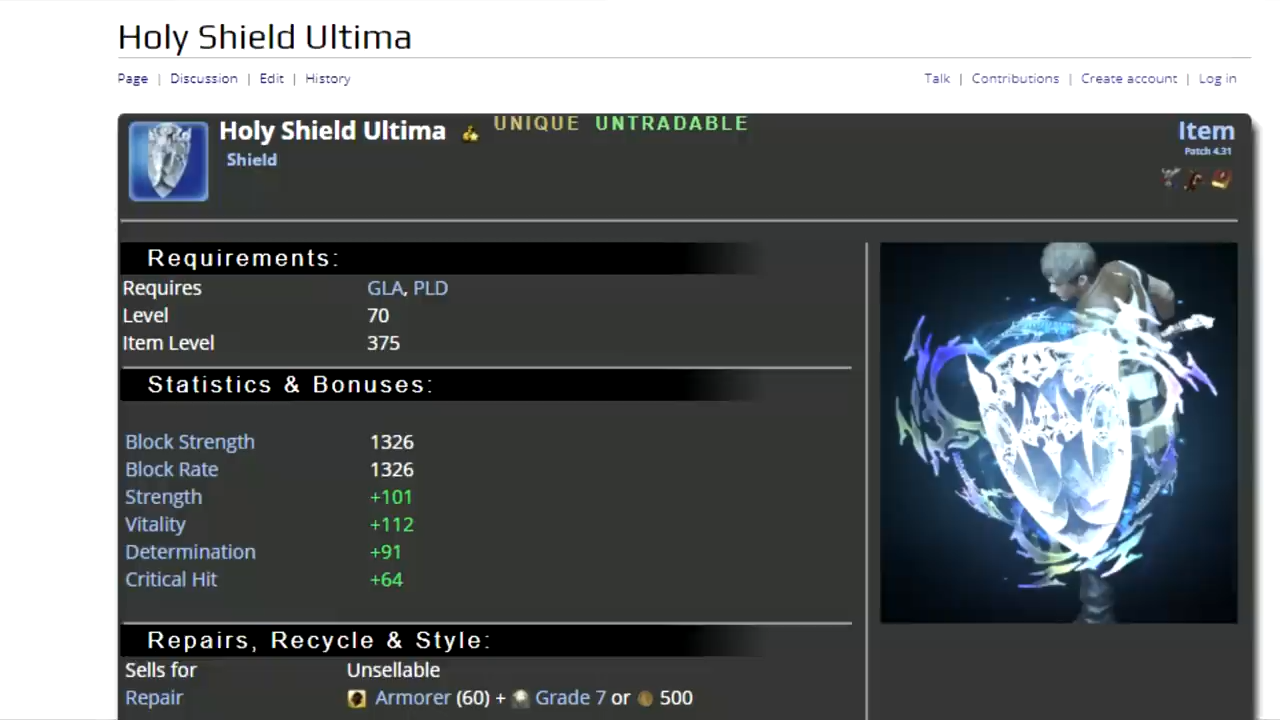 Holy Shield Ultima
Page | Discussion | Edit | History
Talk | Contributions | Create account | Log in
Holy Shield Ultima UNIQUE UNTRADABLE
Item
Shield
Patch 4.31
Requirements:
Requires GLA, PLD
Level 70
Item Level 375
Statistics & Bonuses:
Block Strength 1326
Block Rate 1326
Strength +101
Vitality +112
Determination +91
Critical Hit +64
Repairs, Recycle & Style:
Sells for Unsellable
Repair Armorer (60) + Grade 7 or 500